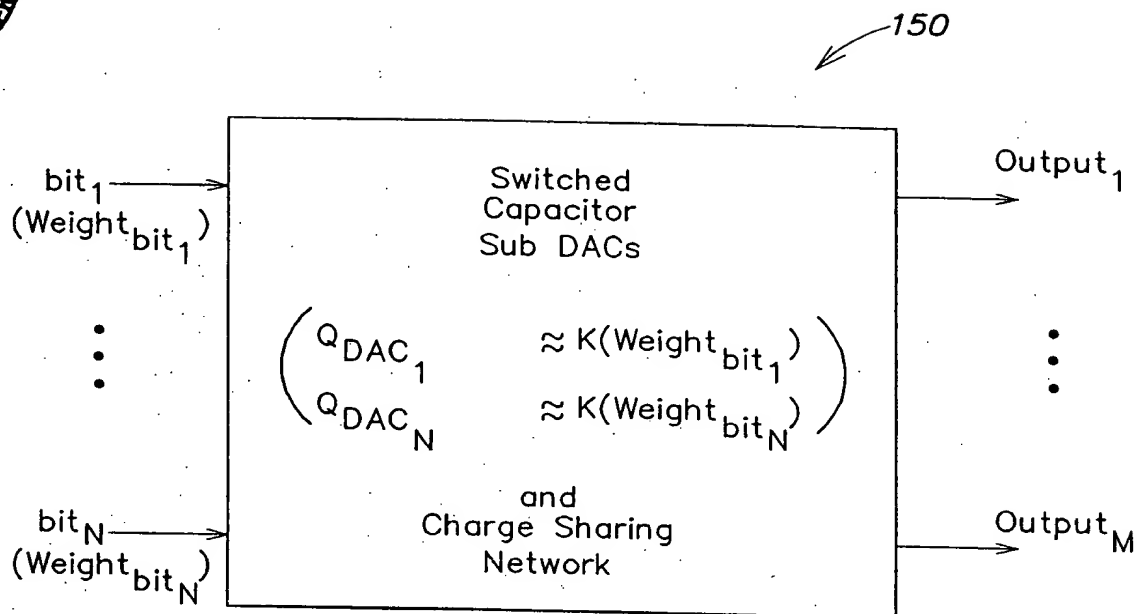 150
bit1
(Weightbit1)
Switched
Capacitor
Sub DACs
Output1
QDAC1 ≈ K(Weightbit1)
QDACN ≈ K(WeightbitN)
bitN
(WeightbitN)
and
Charge Sharing
Network
OutputM